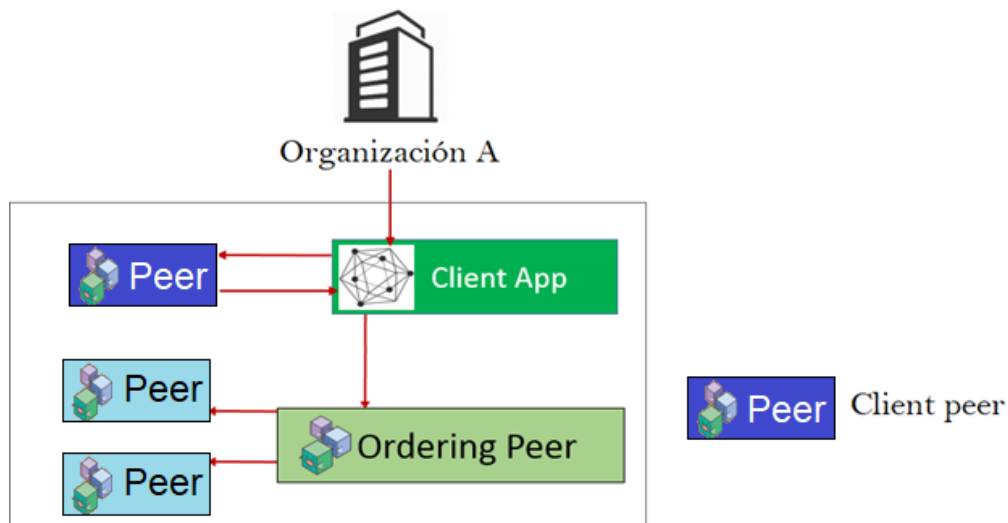 Organización A
Peer
Client App
Peer
Peer
Ordering Peer
Peer
Client peer